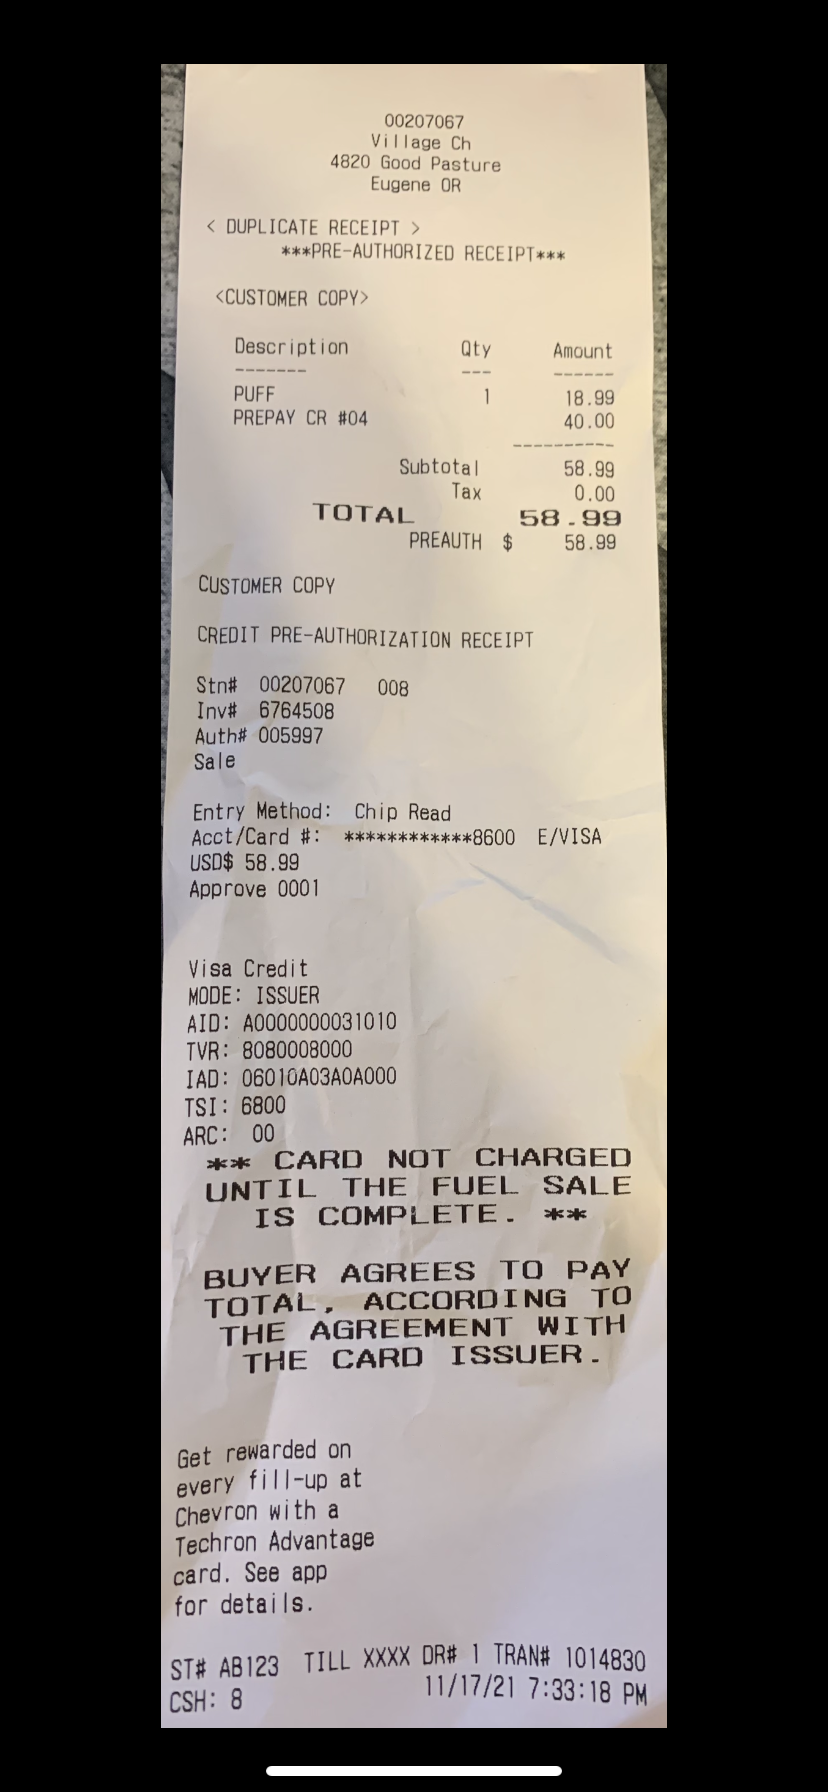 00207067
Village Ch
4820 Good Pasture
Eugene OR
< DUPLICATE RECEIPT >
***PRE-AUTHORIZED RECEIPT***
<CUSTOMER COPY>
Description Qty Amount
------- --- ------
PUFF 1 18.99
PREPAY CR #04 40.00
----------
Subtotal 58.99
Tax 0.00
TOTAL 58.99
PREAUTH $ 58.99
CUSTOMER COPY
CREDIT PRE-AUTHORIZATION RECEIPT
Stn# 00207067 008
Inv# 6764508
Auth# 005997
Sale
Entry Method: Chip Read
Acct/Card #: ************8600 E/VISA
USD$ 58.99
Approve 0001
Visa Credit
MODE: ISSUER
AID: A0000000031010
TVR: 8080008000
IAD: 06010A03A0A000
TSI: 6800
ARC: 00
** CARD NOT CHARGED
UNTIL THE FUEL SALE
IS COMPLETE. **
BUYER AGREES TO PAY
TOTAL, ACCORDING TO
THE AGREEMENT WITH
THE CARD ISSUER.
Get rewarded on
every fill-up at
Chevron with a
Techron Advantage
card. See app
for details.
ST# AB123 TILL XXXX DR# 1 TRAN# 1014830
CSH: 8 11/17/21 7:33:18 PM